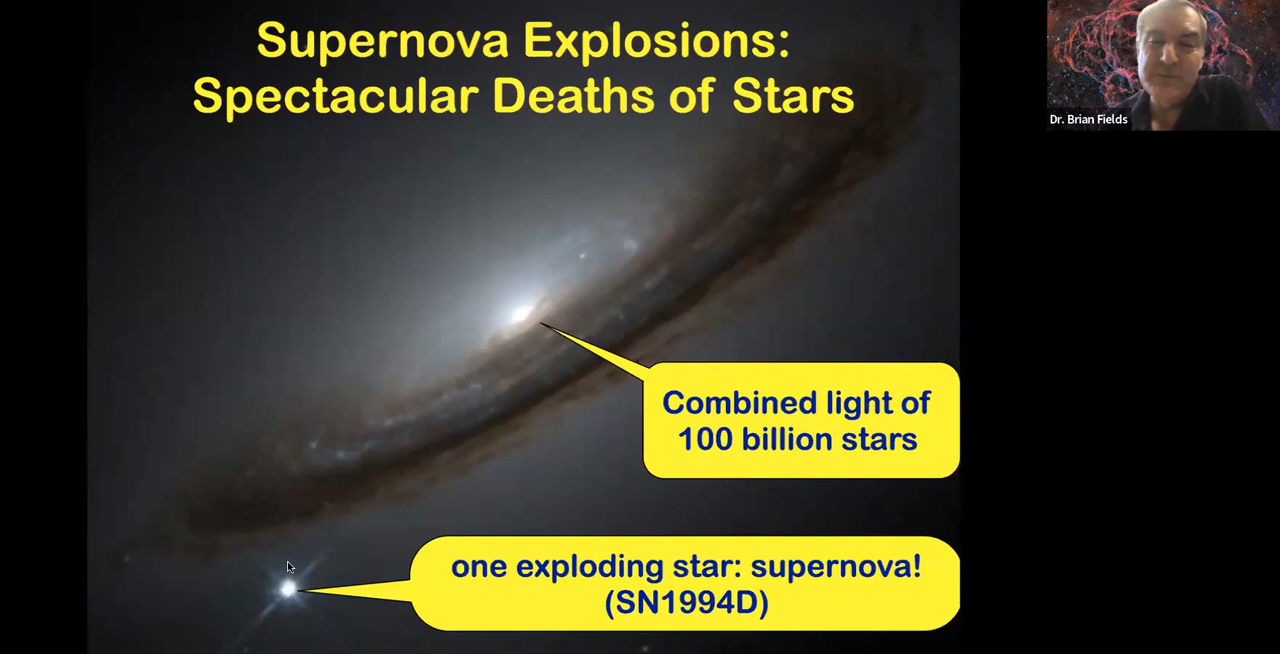 Supernova Explosions:
Spectacular Deaths of Stars
Dr. Brian Fields
Combined light of
100 billion stars
one exploding star: supernova!
(SN1994D)